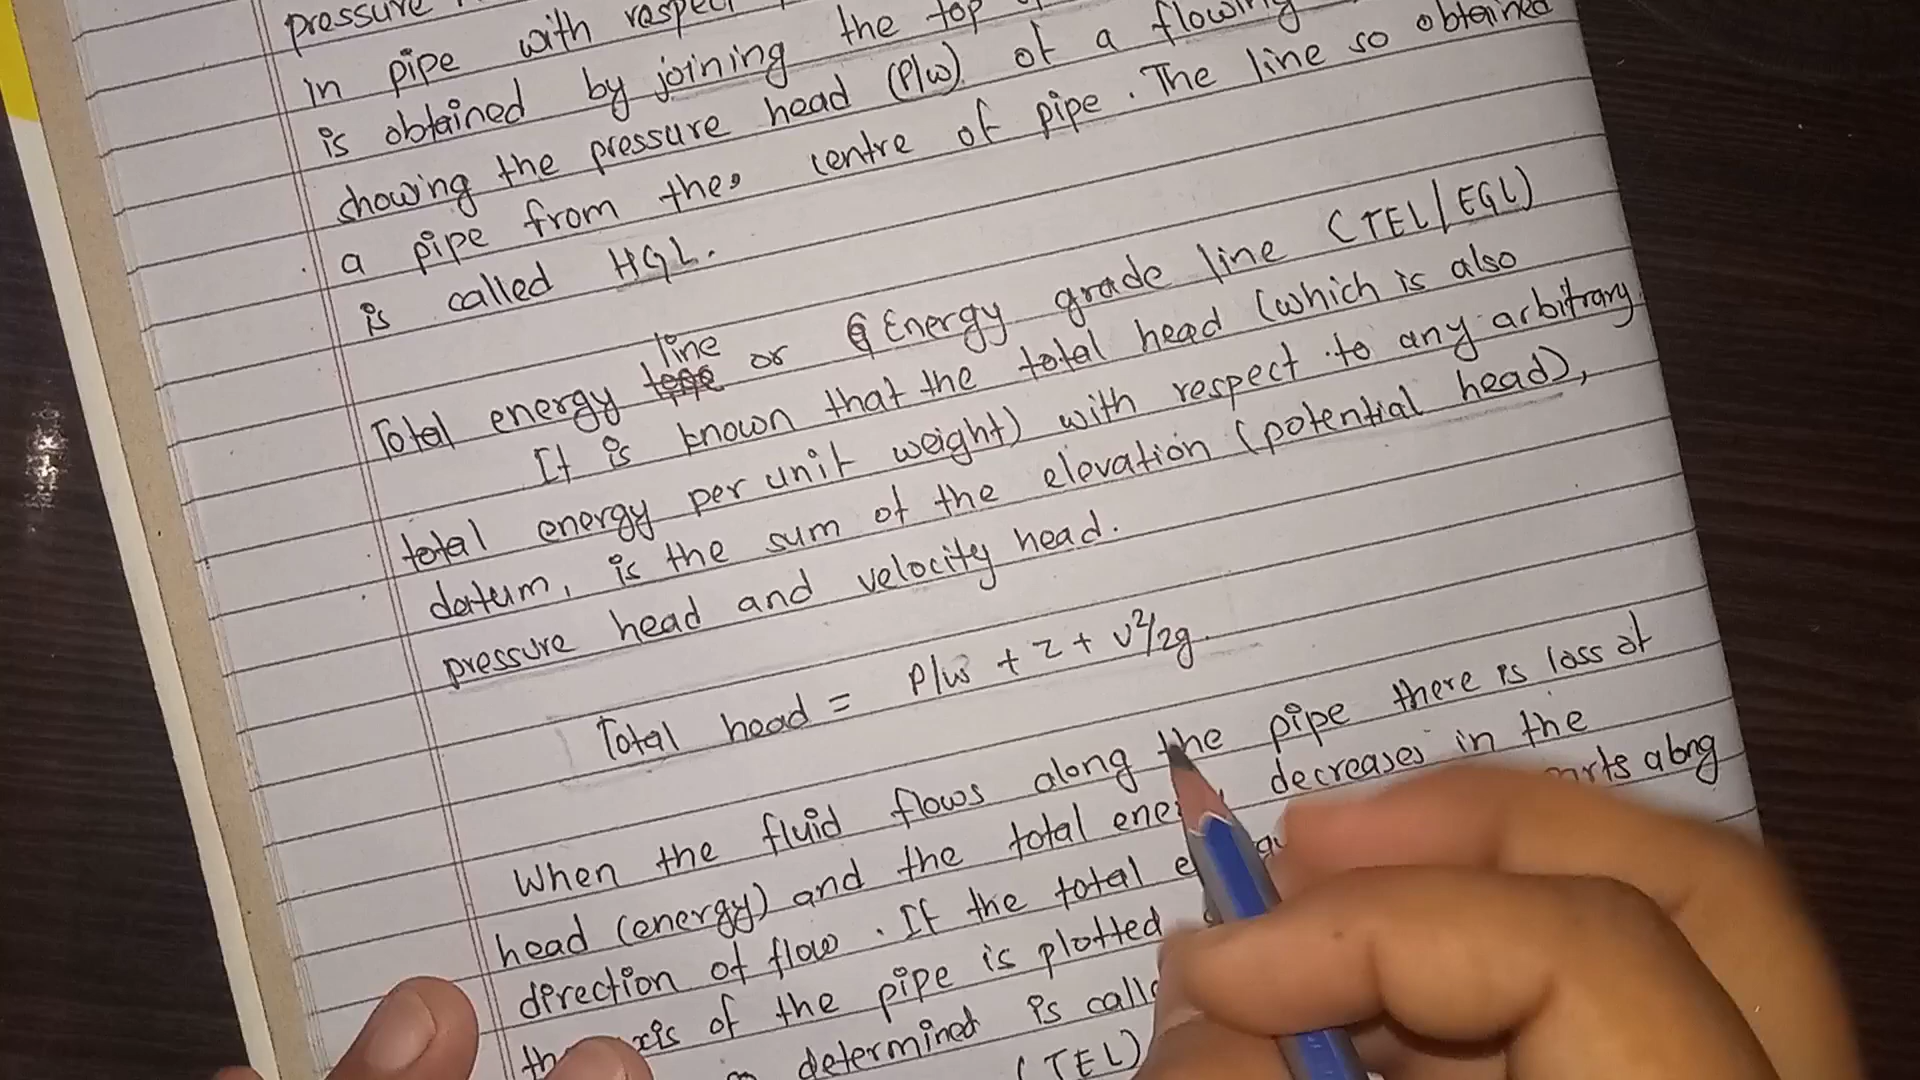 pressure
in pipe with respect
is obtained by joining the top
showing the pressure head (P/w) of a flowing
a pipe from the, centre of pipe. The line so obtained
is called HGL.
Total energy line or Energy grade line (TEL/EGL)
It is known that the total head (which is also
total energy per unit weight) with respect to any arbitrary
datum, is the sum of the elevation (potential head),
pressure head and velocity head.
Total head = P/w + z + v²/2g.
When the fluid flows along the pipe there is loss of
head (energy) and the total decreases in the
direction of flow. If the total along
of the pipe is plotted
determined is
(TEL)